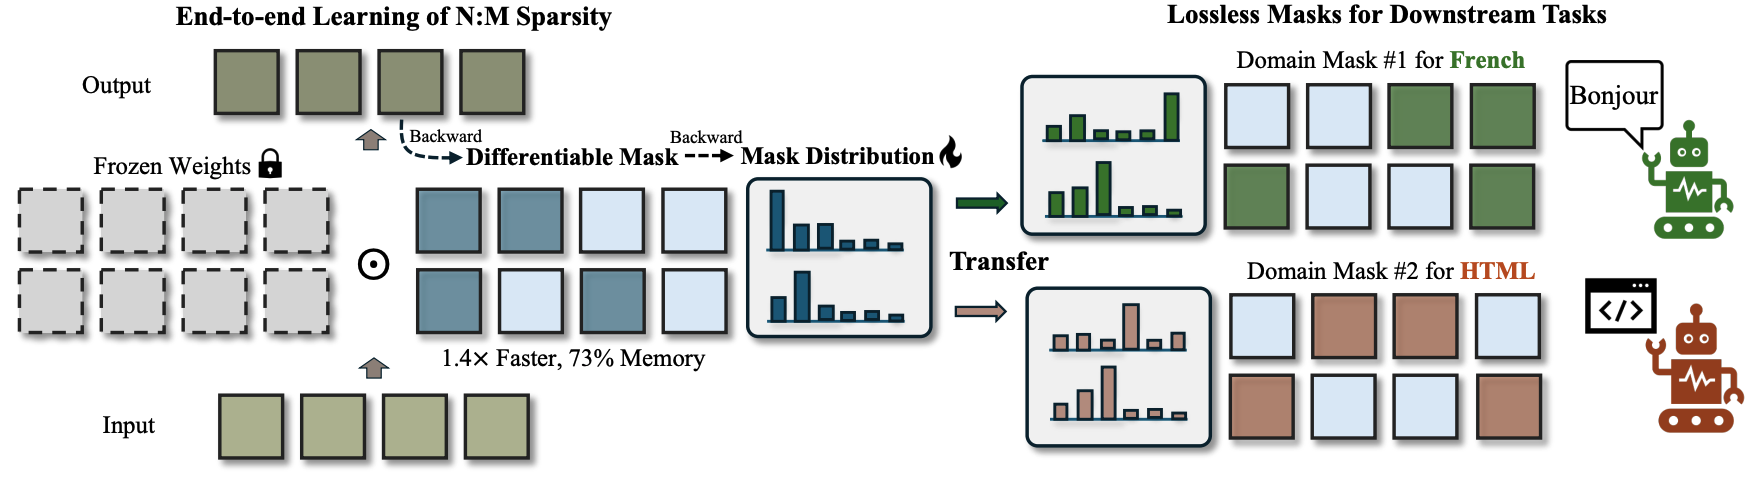 End-to-end Learning of N:M Sparsity
Output
Backward
Backward
Differentiable Mask
Mask Distribution
Frozen Weights
1.4× Faster, 73% Memory
Input
Transfer
Lossless Masks for Downstream Tasks
Domain Mask #1 for French
Bonjour
Domain Mask #2 for HTML
</>